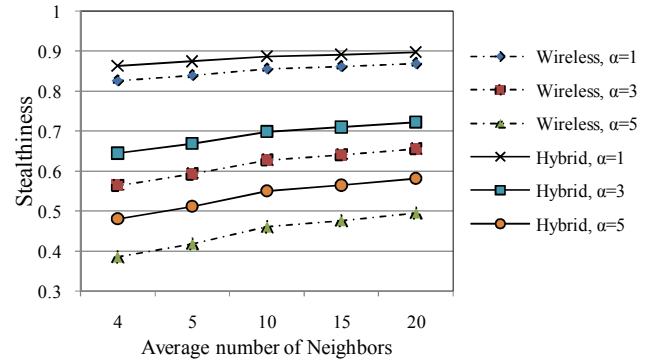 1
0.9
0.8
0.7
0.6
0.5
0.4
0.3
Stealthiness
4 5 10 15 20
Average number of Neighbors
Wireless, α=1
Wireless, α=3
Wireless, α=5
Hybrid, α=1
Hybrid, α=3
Hybrid, α=5